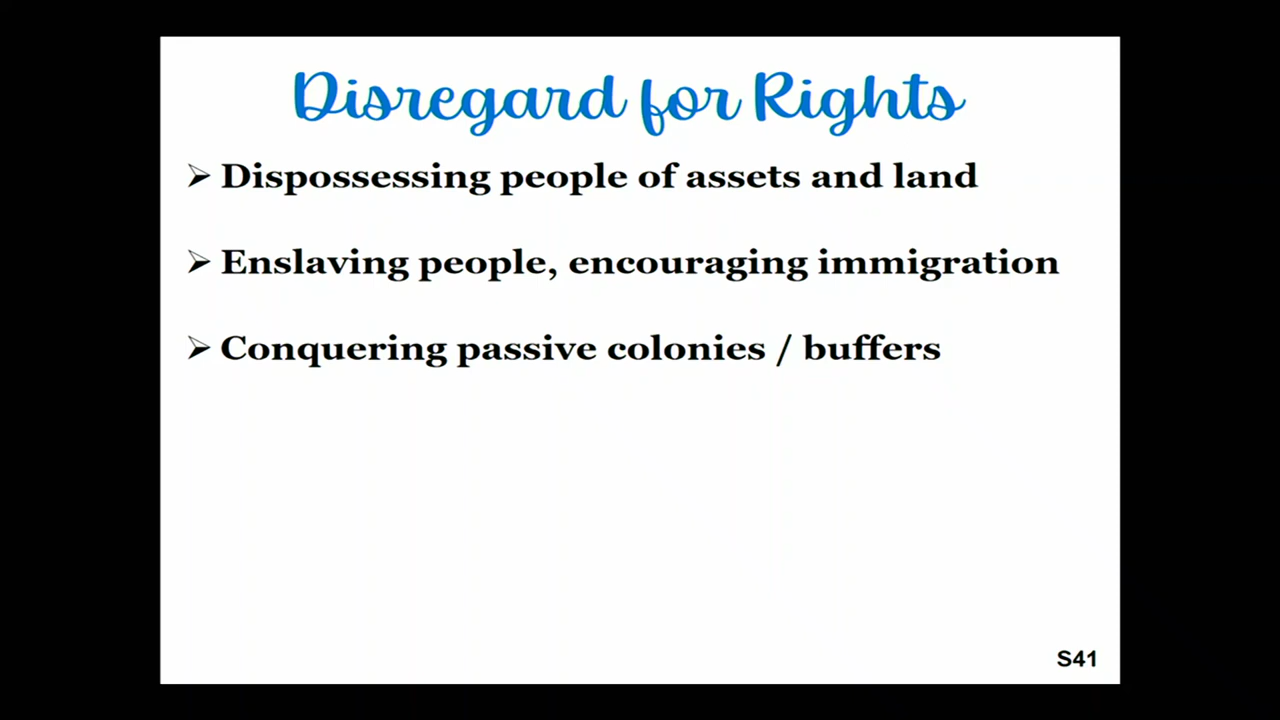 Disregard for Rights
➢ Dispossessing people of assets and land
➢ Enslaving people, encouraging immigration
➢ Conquering passive colonies / buffers
S41